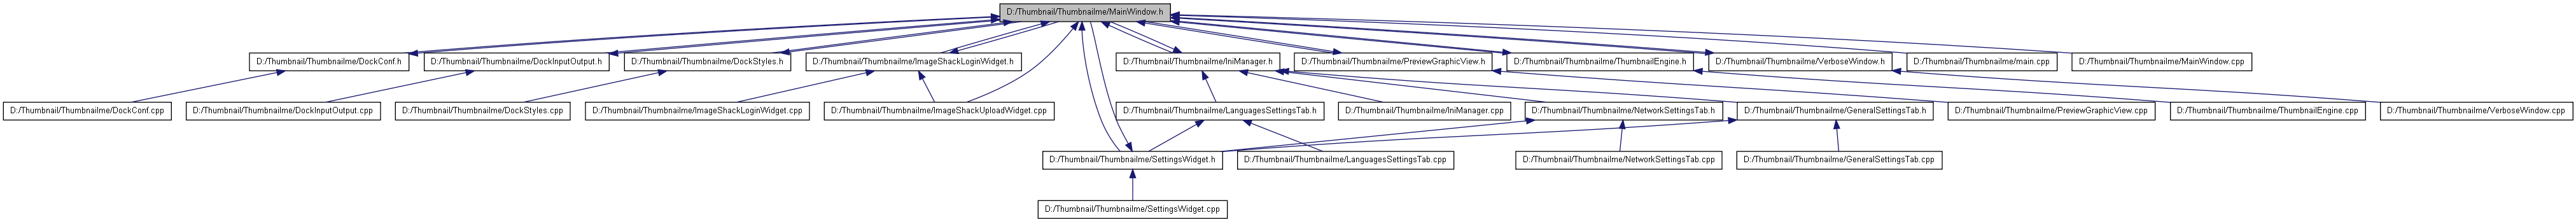 D:/Thumbnail/Thumbnailme/MainWindow.h
D:/Thumbnail/Thumbnailme/DockConf.h
D:/Thumbnail/Thumbnailme/DockInputOutput.h
D:/Thumbnail/Thumbnailme/DockStyles.h
D:/Thumbnail/Thumbnailme/ImageShackLoginWidget.h
D:/Thumbnail/Thumbnailme/IniManager.h
D:/Thumbnail/Thumbnailme/PreviewGraphicView.h
D:/Thumbnail/Thumbnailme/ThumbnailEngine.h
D:/Thumbnail/Thumbnailme/VerboseWindow.h
D:/Thumbnail/Thumbnailme/main.cpp
D:/Thumbnail/Thumbnailme/MainWindow.cpp
D:/Thumbnail/Thumbnailme/DockConf.cpp
D:/Thumbnail/Thumbnailme/DockInputOutput.cpp
D:/Thumbnail/Thumbnailme/DockStyles.cpp
D:/Thumbnail/Thumbnailme/ImageShackLoginWidget.cpp
D:/Thumbnail/Thumbnailme/ImageShackUploadWidget.cpp
D:/Thumbnail/Thumbnailme/LanguagesSettingsTab.h
D:/Thumbnail/Thumbnailme/IniManager.cpp
D:/Thumbnail/Thumbnailme/NetworkSettingsTab.h
D:/Thumbnail/Thumbnailme/GeneralSettingsTab.h
D:/Thumbnail/Thumbnailme/PreviewGraphicView.cpp
D:/Thumbnail/Thumbnailme/ThumbnailEngine.cpp
D:/Thumbnail/Thumbnailme/VerboseWindow.cpp
D:/Thumbnail/Thumbnailme/SettingsWidget.h
D:/Thumbnail/Thumbnailme/LanguagesSettingsTab.cpp
D:/Thumbnail/Thumbnailme/NetworkSettingsTab.cpp
D:/Thumbnail/Thumbnailme/GeneralSettingsTab.cpp
D:/Thumbnail/Thumbnailme/SettingsWidget.cpp